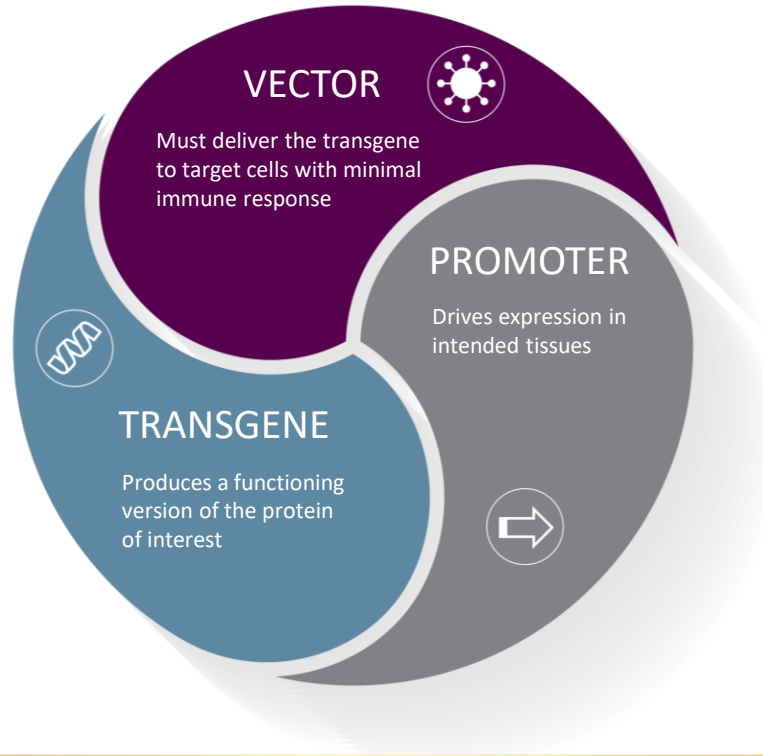 VECTOR
Must deliver the transgene
to target cells with minimal
immune response
PROMOTER
Drives expression in
intended tissues
TRANSGENE
Produces a functioning
version of the protein
of interest